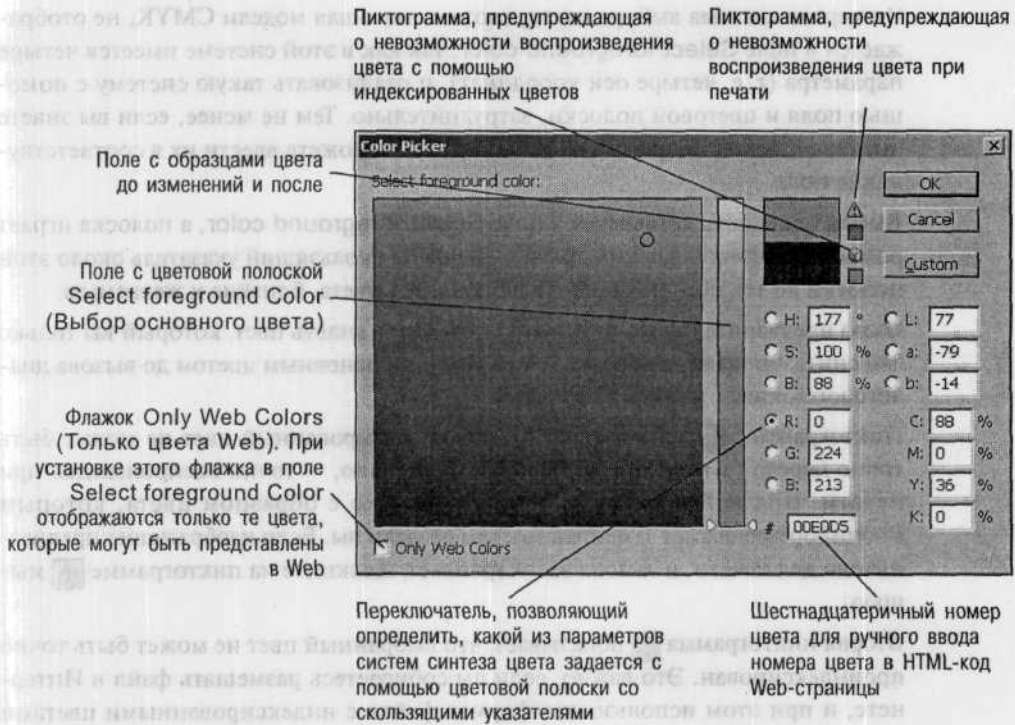 Пиктограмма, предупреждающая
о невозможности воспроизведения
цвета с помощью
индексированных цветов
Пиктограмма, предупреждающая
о невозможности
воспроизведения цвета при
печати
Поле с образцами цвета
до изменений и после
Поле с цветовой полоской
Select foreground Color
(Выбор основного цвета)
Флажок Only Web Colors
(Только цвета Web). При
установке этого флажка в поле
Select foreground Color
отображаются только те цвета,
которые могут быть представлены
в Web
Color Picker
Select foreground color:
OK
Cancel
Custom
H: 177 °
S: 100 %
B: 88 %
R: 0
G: 224
B: 213
L: 77
a: -79
b: -14
C: 88 %
M: 0 %
Y: 36 %
K: 0 %
# 00E0D5
Only Web Colors
Переключатель, позволяющий
определить, какой из параметров
систем синтеза цвета задается с
помощью цветовой полоски со
скользящими указателями
Шестнадцатеричный номер
цвета для ручного ввода
номера цвета в HTML-код
Web-страницы